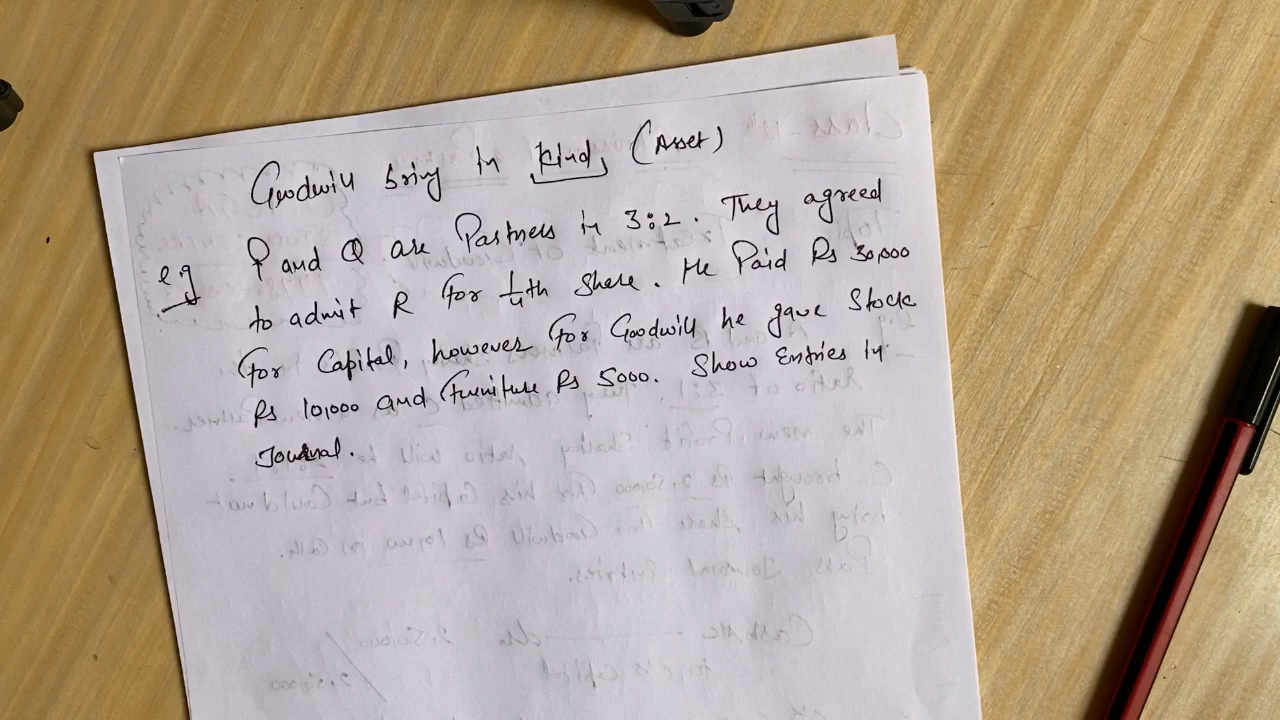 Goodwill bring in kind (Asset)
eg P and Q are Partners in 3:2. They agreed
to admit R for 1/4th share. He Paid Rs 30,000
for Capital, however for Goodwill he gave Stock
Rs 10,000 and furniture Rs 5000. Show Entries in
Journal.